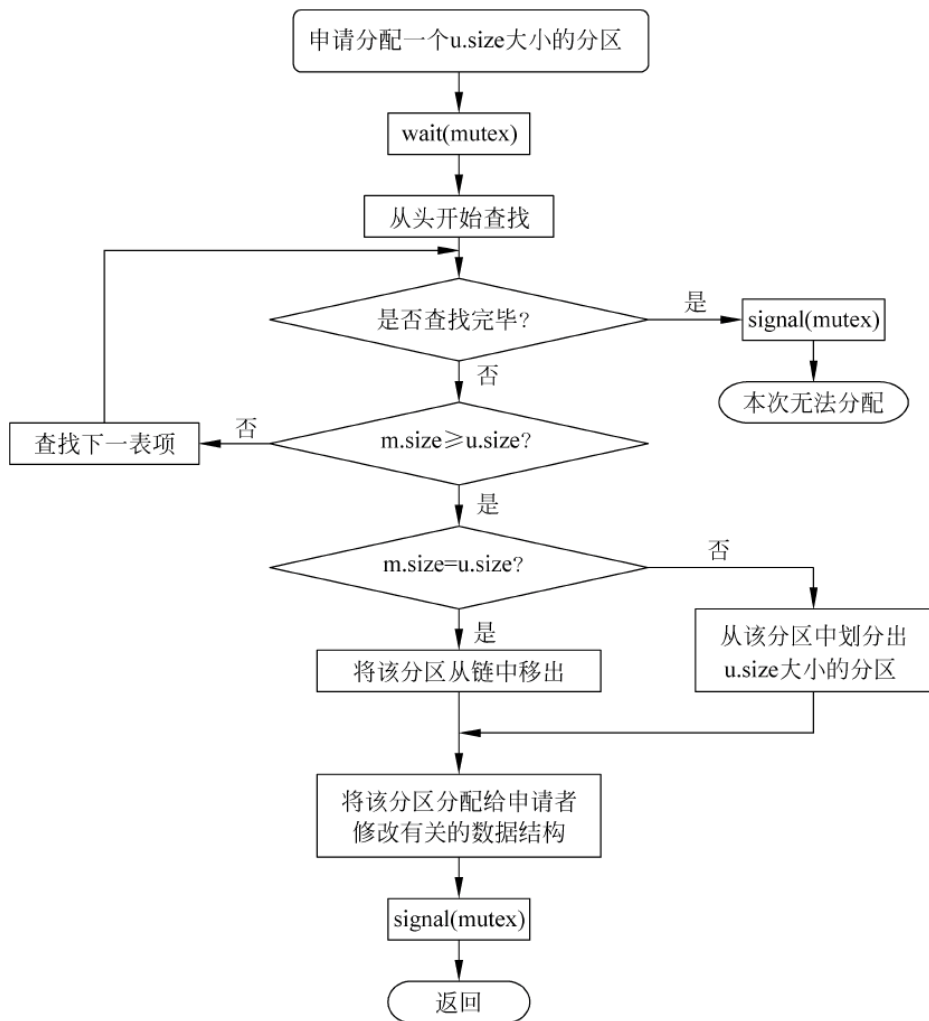 申请分配一个u.size大小的分区
wait(mutex)
从头开始查找
是否查找完毕?
是
signal(mutex)
否
本次无法分配
查找下一表项
否
m.size≥u.size?
是
m.size=u.size?
否
是
从该分区中划分出
u.size大小的分区
将该分区从链中移出
将该分区分配给申请者
修改有关的数据结构
signal(mutex)
返回